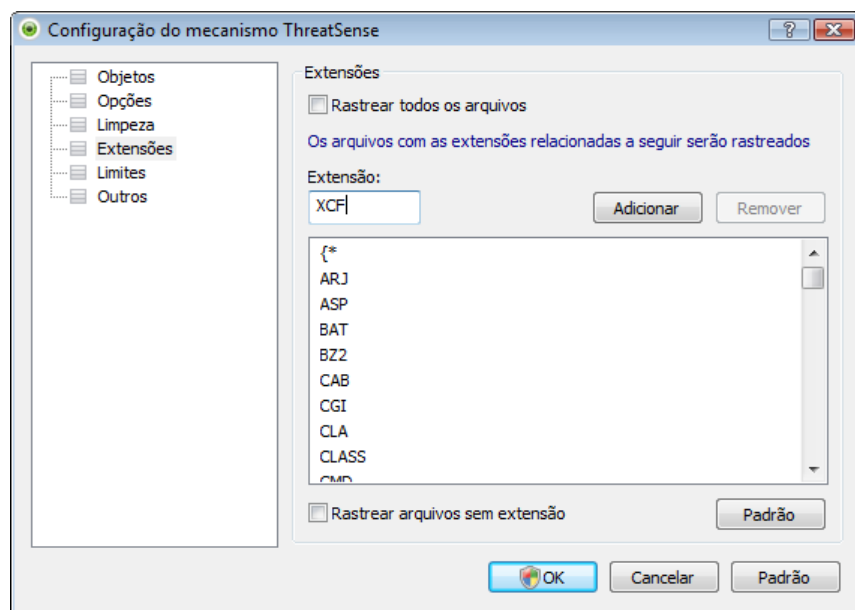 Configuração do mecanismo ThreatSense
Objetos
Opções
Limpeza
Extensões
Limites
Outros
Extensões
Rastrear todos os arquivos
Os arquivos com as extensões relacionadas a seguir serão rastreados
Extensão:
XCF
Adicionar
Remover
{*
ARJ
ASP
BAT
BZ2
CAB
CGI
CLA
CLASS
CMD
Rastrear arquivos sem extensão
Padrão
OK
Cancelar
Padrão